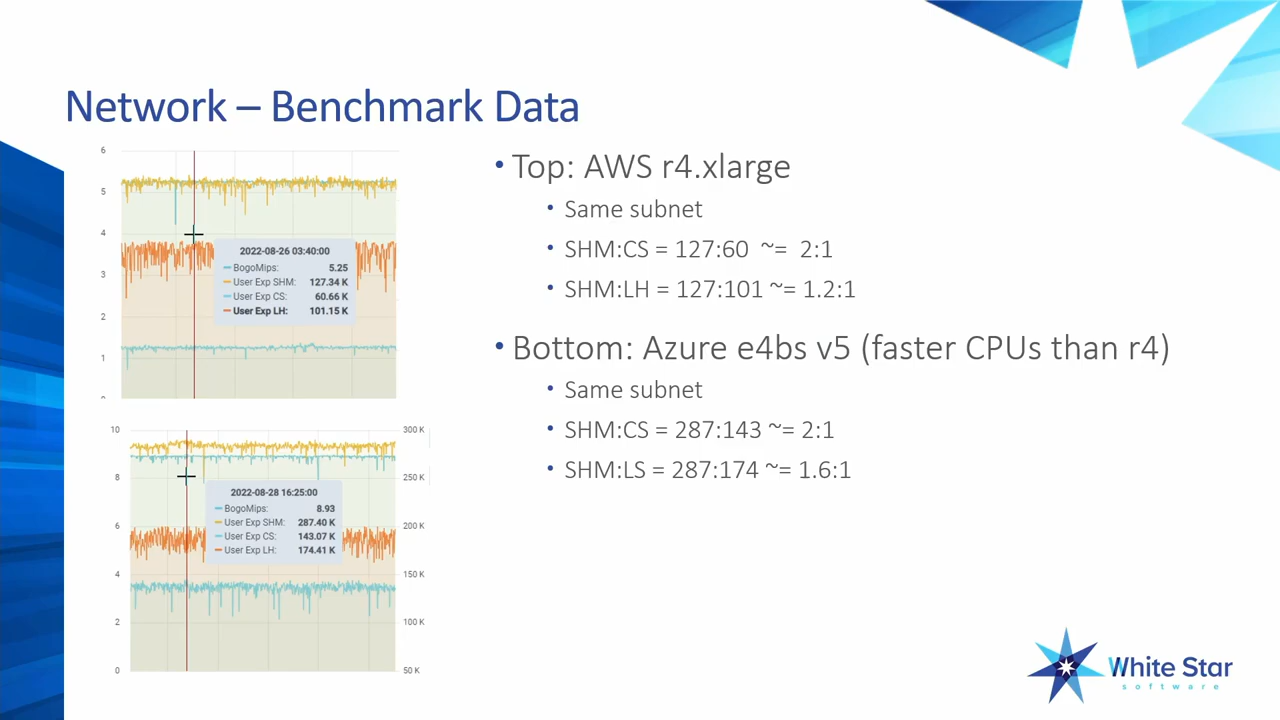 Network – Benchmark Data
6
5
4
3
2
1
0
2022-08-26 03:40:00
BogoMips: 5.25
User Exp SHM: 127.34 K
User Exp CS: 60.66 K
User Exp LH: 101.15 K
10
8
6
4
2
0
300 K
250 K
200 K
150 K
100 K
50 K
2022-08-28 16:25:00
BogoMips: 8.93
User Exp SHM: 287.40 K
User Exp CS: 143.07 K
User Exp LH: 174.41 K
• Top: AWS r4.xlarge
• Same subnet
• SHM:CS = 127:60 ~= 2:1
• SHM:LH = 127:101 ~= 1.2:1
• Bottom: Azure e4bs v5 (faster CPUs than r4)
• Same subnet
• SHM:CS = 287:143 ~= 2:1
• SHM:LS = 287:174 ~= 1.6:1
White Star
software